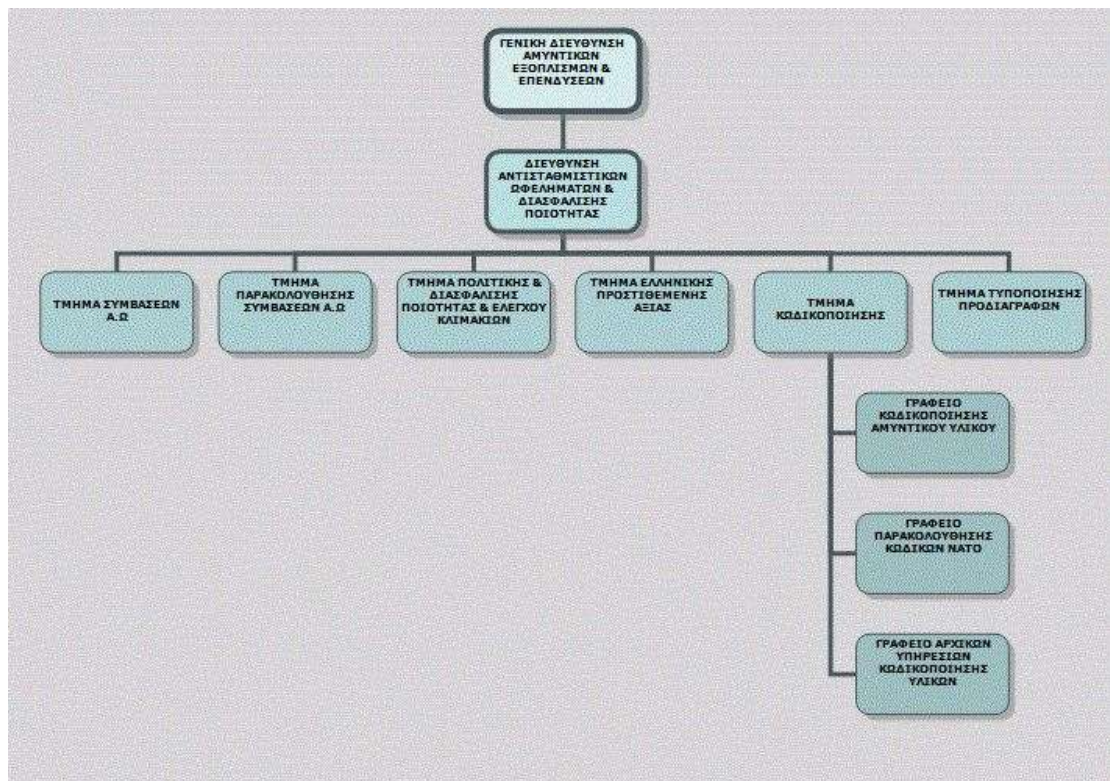 ΓΕΝΙΚΗ ΔΙΕΥΘΥΝΣΗ
ΑΜΥΝΤΙΚΩΝ
ΕΞΟΠΛΙΣΜΩΝ &
ΕΠΕΝΔΥΣΕΩΝ
ΔΙΕΥΘΥΝΣΗ
ΑΝΤΙΣΤΑΘΜΙΣΤΙΚΩΝ
ΩΦΕΛΗΜΑΤΩΝ &
ΔΙΑΣΦΑΛΙΣΗΣ
ΠΟΙΟΤΗΤΑΣ
ΤΜΗΜΑ ΣΥΜΒΑΣΕΩΝ
Α.Ω
ΤΜΗΜΑ
ΠΑΡΑΚΟΛΟΥΘΗΣΗΣ
ΣΥΜΒΑΣΕΩΝ Α.Ω
ΤΜΗΜΑ ΠΟΛΙΤΙΚΗΣ &
ΔΙΑΣΦΑΛΙΣΗΣ
ΠΟΙΟΤΗΤΑΣ & ΕΛΕΓΧΟΥ
ΚΛΙΜΑΚΙΩΝ
ΤΜΗΜΑ ΕΛΛΗΝΙΚΗΣ
ΠΡΟΣΤΙΘΕΜΕΝΗΣ
ΑΞΙΑΣ
ΤΜΗΜΑ
ΚΩΔΙΚΟΠΟΙΗΣΗΣ
ΤΜΗΜΑ ΤΥΠΟΠΟΙΗΣΗΣ
ΠΡΟΔΙΑΓΡΑΦΩΝ
ΓΡΑΦΕΙΟ
ΚΩΔΙΚΟΠΟΙΗΣΗΣ
ΑΜΥΝΤΙΚΟΥ ΥΛΙΚΟΥ
ΓΡΑΦΕΙΟ
ΠΑΡΑΚΟΛΟΥΘΗΣΗΣ
ΚΩΔΙΚΩΝ ΝΑΤΟ
ΓΡΑΦΕΙΟ ΑΡΧΙΚΩΝ
ΥΠΗΡΕΣΙΩΝ
ΚΩΔΙΚΟΠΟΙΗΣΗΣ
ΥΛΙΚΩΝ